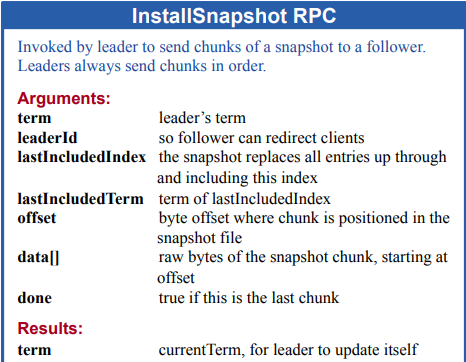 InstallSnapshot RPC
Invoked by leader to send chunks of a snapshot to a follower.
Leaders always send chunks in order.
Arguments:
term leader’s term
leaderId so follower can redirect clients
lastIncludedIndex the snapshot replaces all entries up through
and including this index
lastIncludedTerm term of lastIncludedIndex
offset byte offset where chunk is positioned in the
snapshot file
data[] raw bytes of the snapshot chunk, starting at
offset
done true if this is the last chunk
Results:
term currentTerm, for leader to update itself